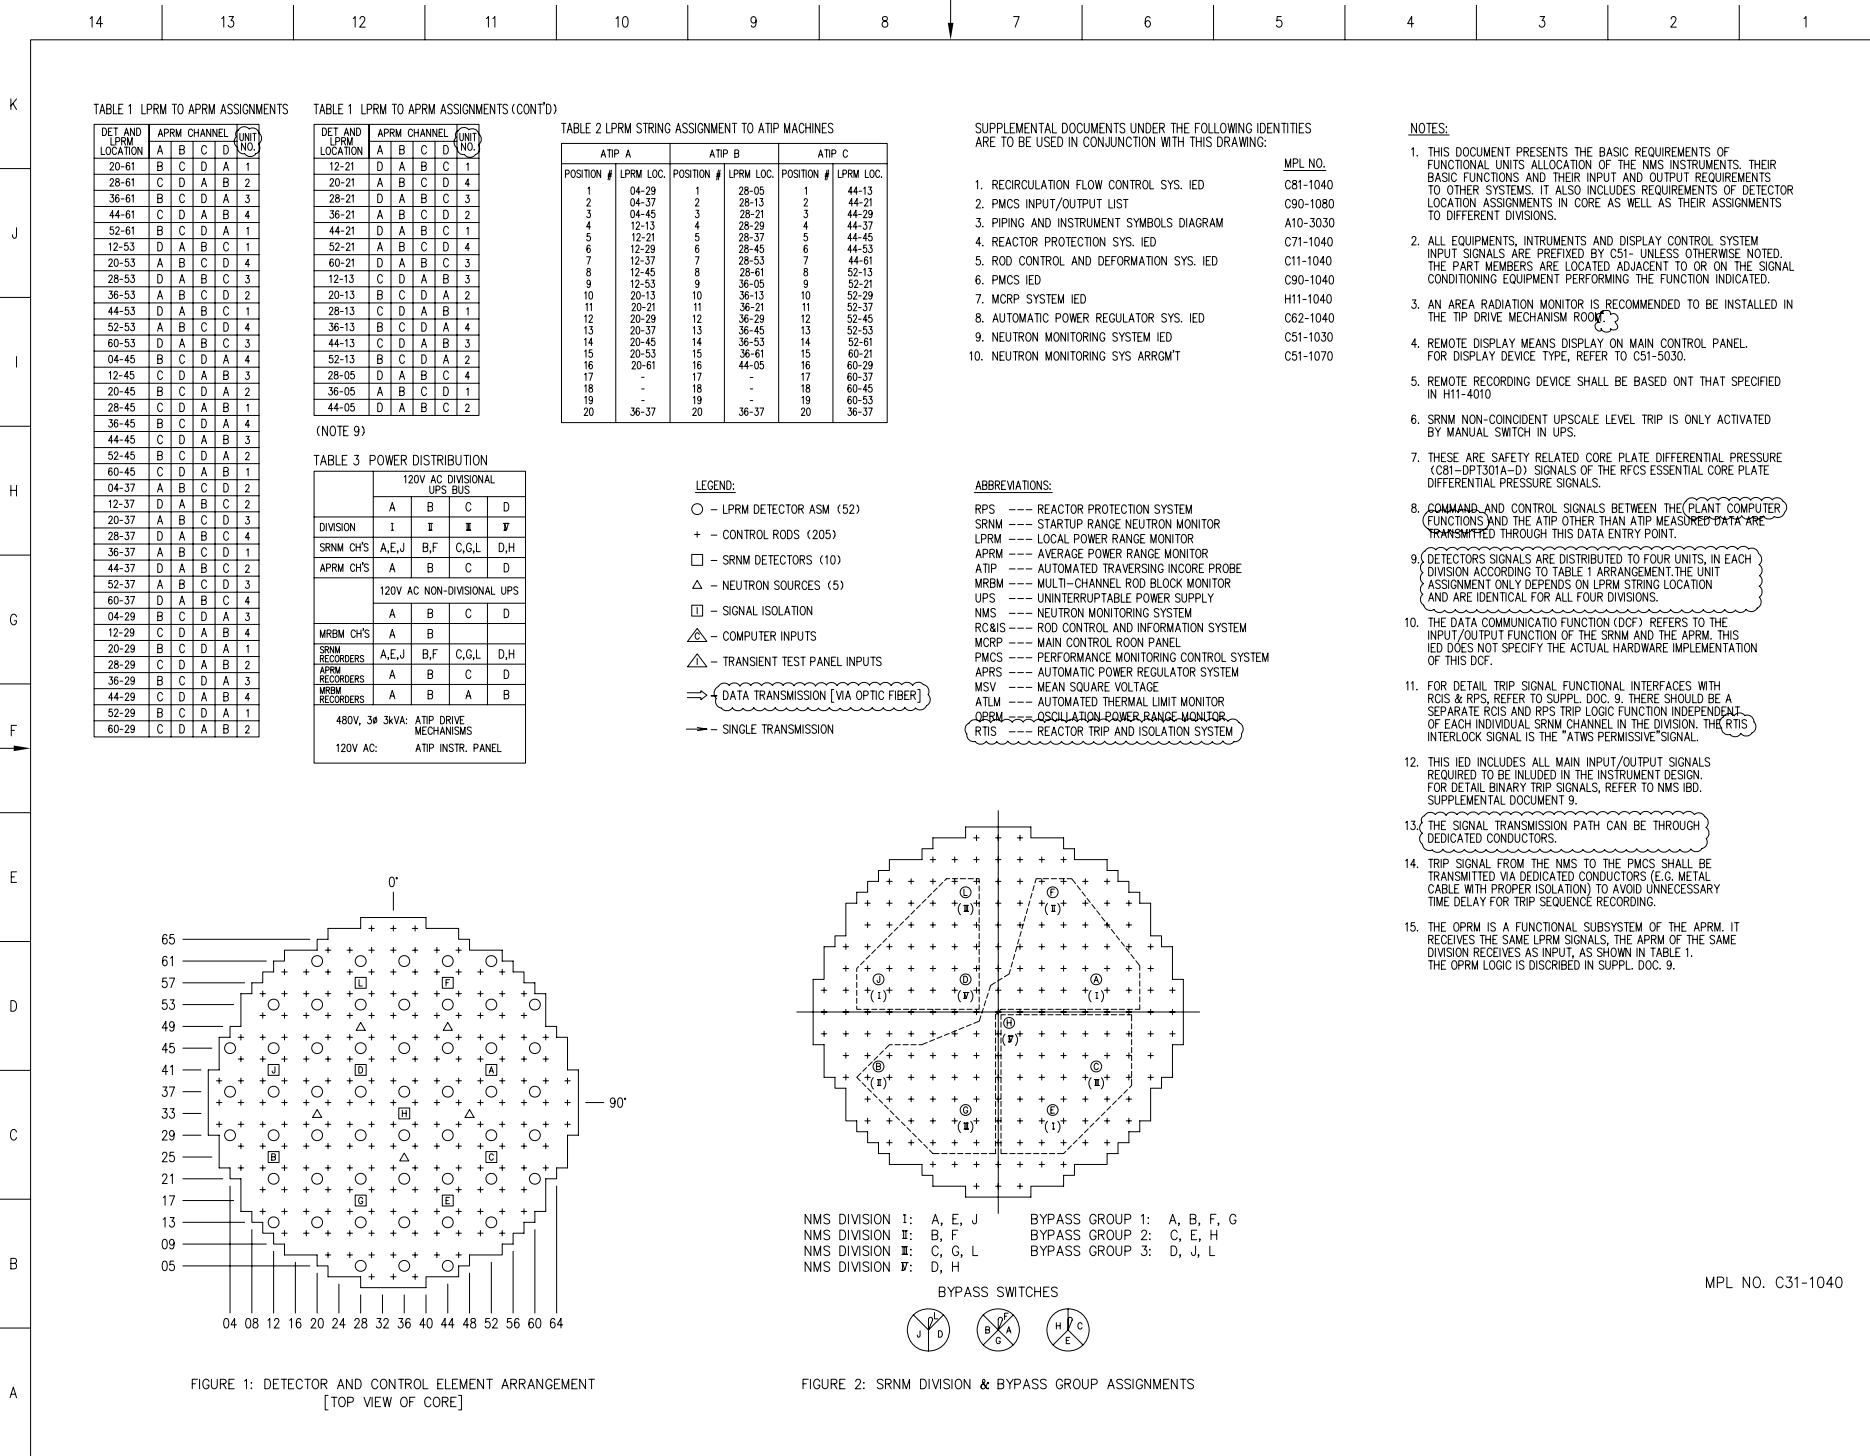 14 13 12 11 10 9 8 7 6 5 4 3 2 1
K
J
I
H
G
F
E
D
C
B
A
TABLE 1 LPRM TO APRM ASSIGNMENTS
DET AND LPRM LOCATION APRM CHANNEL UNIT NO.
A B C D
20-61 B C D A 1
28-61 C D A B 2
36-61 B C D A 3
44-61 C D A B 4
52-61 B C D A 1
12-53 D A B C 1
20-53 A B C D 4
28-53 D A B C 3
36-53 A B C D 2
44-53 D A B C 1
52-53 A B C D 4
60-53 D A B C 3
04-45 B C D A 4
12-45 C D A B 3
20-45 B C D A 2
28-45 C D A B 1
36-45 B C D A 4
44-45 C D A B 3
52-45 B C D A 2
60-45 C D A B 1
04-37 A B C D 2
12-37 D A B C 2
20-37 A B C D 3
28-37 D A B C 4
36-37 A B C D 1
44-37 D A B C 2
52-37 A B C D 3
60-37 D A B C 4
04-29 B C D A 3
12-29 C D A B 4
20-29 B C D A 1
28-29 C D A B 2
36-29 B C D A 3
44-29 C D A B 4
52-29 B C D A 1
60-29 C D A B 2
TABLE 1 LPRM TO APRM ASSIGNMENTS (CONT'D)
DET AND LPRM LOCATION APRM CHANNEL UNIT NO.
A B C D
12-21 D A B C 1
20-21 A B C D 4
28-21 D A B C 3
36-21 A B C D 2
44-21 D A B C 1
52-21 A B C D 4
60-21 D A B C 3
12-13 C D A B 3
20-13 B C D A 2
28-13 C D A B 1
36-13 B C D A 4
44-13 C D A B 3
52-13 B C D A 2
28-05 D A B C 4
36-05 A B C D 1
44-05 D A B C 2
(NOTE 9)
TABLE 2 LPRM STRING ASSIGNMENT TO ATIP MACHINES
ATIP A ATIP B ATIP C
POSITION # LPRM LOC. POSITION # LPRM LOC. POSITION # LPRM LOC.
1 04-29 1 28-05 1 44-13
2 04-37 2 28-13 2 44-21
3 04-45 3 28-21 3 44-29
4 12-13 4 28-29 4 44-37
5 12-21 5 28-37 5 44-45
6 12-29 6 28-45 6 44-53
7 12-37 7 28-53 7 44-61
8 12-45 8 28-61 8 52-13
9 12-53 9 36-05 9 52-21
10 20-13 10 36-13 10 52-29
11 20-21 11 36-21 11 52-37
12 20-29 12 36-29 12 52-45
13 20-37 13 36-45 13 52-53
14 20-45 14 36-53 14 52-61
15 20-53 15 36-61 15 60-21
16 20-61 16 44-05 16 60-29
17 - 17 - 17 60-37
18 - 18 - 18 60-45
19 - 19 - 19 60-53
20 36-37 20 36-37 20 36-37
TABLE 3 POWER DISTRIBUTION
120V AC DIVISIONAL
UPS BUS
A B C D
DIVISION I II III IV
SRNM CH'S A,E,J B,F C,G,L D,H
APRM CH'S A B C D
120V AC NON-DIVISIONAL UPS
A B C D
MRBM CH'S A B
SRNM RECORDERS A,E,J B,F C,G,L D,H
APRM RECORDERS A B C D
MRBM RECORDERS A B A B
480V, 3ø 3kVA: ATIP DRIVE
MECHANISMS
120V AC: ATIP INSTR. PANEL
SUPPLEMENTAL DOCUMENTS UNDER THE FOLLOWING IDENTITIES
ARE TO BE USED IN CONJUNCTION WITH THIS DRAWING:
MPL NO.
1. RECIRCULATION FLOW CONTROL SYS. IED C81-1040
2. PMCS INPUT/OUTPUT LIST C90-1080
3. PIPING AND INSTRUMENT SYMBOLS DIAGRAM A10-3030
4. REACTOR PROTECTION SYS. IED C71-1040
5. ROD CONTROL AND DEFORMATION SYS. IED C11-1040
6. PMCS IED C90-1040
7. MCRP SYSTEM IED H11-1040
8. AUTOMATIC POWER REGULATOR SYS. IED C62-1040
9. NEUTRON MONITORING SYSTEM IED C51-1030
10. NEUTRON MONITORING SYS ARRGM'T C51-1070
LEGEND:
– LPRM DETECTOR ASM (52)
+ – CONTROL RODS (205)
– SRNM DETECTORS (10)
– NEUTRON SOURCES (5)
I – SIGNAL ISOLATION
C – COMPUTER INPUTS
I – TRANSIENT TEST PANEL INPUTS
– DATA TRANSMISSION [VIA OPTIC FIBER]
– SINGLE TRANSMISSION
ABBREVIATIONS:
RPS --- REACTOR PROTECTION SYSTEM
SRNM --- STARTUP RANGE NEUTRON MONITOR
LPRM --- LOCAL POWER RANGE MONITOR
APRM --- AVERAGE POWER RANGE MONITOR
ATIP --- AUTOMATED TRAVERSING INCORE PROBE
MRBM --- MULTI-CHANNEL ROD BLOCK MONITOR
UPS --- UNINTERRUPTABLE POWER SUPPLY
NMS --- NEUTRON MONITORING SYSTEM
RC&IS --- ROD CONTROL AND INFORMATION SYSTEM
MCRP --- MAIN CONTROL ROON PANEL
PMCS --- PERFORMANCE MONITORING CONTROL SYSTEM
APRS --- AUTOMATIC POWER REGULATOR SYSTEM
MSV --- MEAN SQUARE VOLTAGE
ATLM --- AUTOMATED THERMAL LIMIT MONITOR
OPRM --- OSCILLATION POWER RANGE MONITOR
RTIS --- REACTOR TRIP AND ISOLATION SYSTEM
NOTES:
1. THIS DOCUMENT PRESENTS THE BASIC REQUIREMENTS OF
FUNCTIONAL UNITS ALLOCATION OF THE NMS INSTRUMENTS. THEIR
BASIC FUNCTIONS AND THEIR INPUT AND OUTPUT REQUIREMENTS
TO OTHER SYSTEMS. IT ALSO INCLUDES REQUIREMENTS OF DETECTOR
LOCATION ASSIGNMENTS IN CORE AS WELL AS THEIR ASSIGNMENTS
TO DIFFERENT DIVISIONS.
2. ALL EQUIPMENTS, INTRUMENTS AND DISPLAY CONTROL SYSTEM
INPUT SIGNALS ARE PREFIXED BY C51- UNLESS OTHERWISE NOTED.
THE PART MEMBERS ARE LOCATED ADJACENT TO OR ON THE SIGNAL
CONDITIONING EQUIPMENT PERFORMING THE FUNCTION INDICATED.
3. AN AREA RADIATION MONITOR IS RECOMMENDED TO BE INSTALLED IN
THE TIP DRIVE MECHANISM ROOM.
4. REMOTE DISPLAY MEANS DISPLAY ON MAIN CONTROL PANEL.
FOR DISPLAY DEVICE TYPE, REFER TO C51-5030.
5. REMOTE RECORDING DEVICE SHALL BE BASED ONT THAT SPECIFIED
IN H11-4010
6. SRNM NON-COINCIDENT UPSCALE LEVEL TRIP IS ONLY ACTIVATED
BY MANUAL SWITCH IN UPS.
7. THESE ARE SAFETY RELATED CORE PLATE DIFFERENTIAL PRESSURE
(C81-DPT301A-D) SIGNALS OF THE RFCS ESSENTIAL CORE PLATE
DIFFERENTIAL PRESSURE SIGNALS.
8. COMMAND AND CONTROL SIGNALS BETWEEN THE PLANT COMPUTER
FUNCTIONS AND THE ATIP OTHER THAN ATIP MEASURED DATA ARE
TRANSMITTED THROUGH THIS DATA ENTRY POINT.
9. DETECTORS SIGNALS ARE DISTRIBUTED TO FOUR UNITS, IN EACH
DIVISION ACCORDING TO TABLE 1 ARRANGEMENT.THE UNIT
ASSIGNMENT ONLY DEPENDS ON LPRM STRING LOCATION
AND ARE IDENTICAL FOR ALL FOUR DIVISIONS.
10. THE DATA COMMUNICATIO FUNCTION (DCF) REFERS TO THE
INPUT/OUTPUT FUNCTION OF THE SRNM AND THE APRM. THIS
IED DOES NOT SPECIFY THE ACTUAL HARDWARE IMPLEMENTATION
OF THIS DCF.
11. FOR DETAIL TRIP SIGNAL FUNCTIONAL INTERFACES WITH
RCIS & RPS, REFER TO SUPPL. DOC. 9. THERE SHOULD BE A
SEPARATE RCIS AND RPS TRIP LOGIC FUNCTION INDEPENDENT
OF EACH INDIVIDUAL SRNM CHANNEL IN THE DIVISION. THE RTIS
INTERLOCK SIGNAL IS THE "ATWS PERMISSIVE"SIGNAL.
12. THIS IED INCLUDES ALL MAIN INPUT/OUTPUT SIGNALS
REQUIRED TO BE INLUDED IN THE INSTRUMENT DESIGN.
FOR DETAIL BINARY TRIP SIGNALS, REFER TO NMS IBD.
SUPPLEMENTAL DOCUMENT 9.
13. THE SIGNAL TRANSMISSION PATH CAN BE THROUGH
DEDICATED CONDUCTORS.
14. TRIP SIGNAL FROM THE NMS TO THE PMCS SHALL BE
TRANSMITTED VIA DEDICATED CONDUCTORS (E.G. METAL
CABLE WITH PROPER ISOLATION) TO AVOID UNNECESSARY
TIME DELAY FOR TRIP SEQUENCE RECORDING.
15. THE OPRM IS A FUNCTIONAL SUBSYSTEM OF THE APRM. IT
RECEIVES THE SAME LPRM SIGNALS, THE APRM OF THE SAME
DIVISION RECEIVES AS INPUT, AS SHOWN IN TABLE 1.
THE OPRM LOGIC IS DISCRIBED IN SUPPL. DOC. 9.
0°
65
61
57 L F
53
49
45
41 J D A
37
90°
33 H
29
25 B C
21
17 G E
13
09
05
04 08 12 16 20 24 28 32 36 40 44 48 52 56 60 64
FIGURE 1: DETECTOR AND CONTROL ELEMENT ARRANGEMENT
[TOP VIEW OF CORE]
L F
(III) (II)
J D A
(I) (IV) (I)
H
(IV)
B C
(II) (III)
G E
(III) (I)
NMS DIVISION I: A, E, J
NMS DIVISION II: B, F
NMS DIVISION III: C, G, L
NMS DIVISION IV: D, H
BYPASS GROUP 1: A, B, F, G
BYPASS GROUP 2: C, E, H
BYPASS GROUP 3: D, J, L
BYPASS SWITCHES
L J D
F B A G
H C E
FIGURE 2: SRNM DIVISION & BYPASS GROUP ASSIGNMENTS
MPL NO. C31-1040